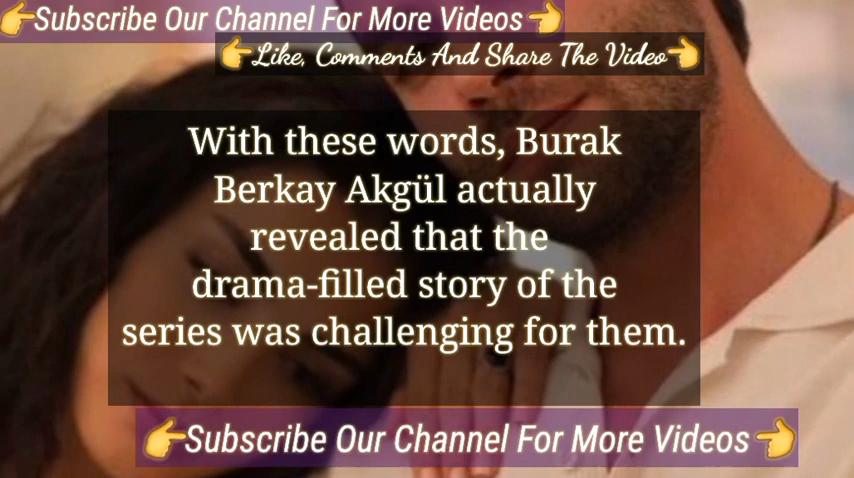 👉Subscribe Our Channel For More Videos👈
👉Like, Comments And Share The Video👈
With these words, Burak
Berkay Akgül actually
revealed that the
drama-filled story of the
series was challenging for them.
👉Subscribe Our Channel For More Videos👈